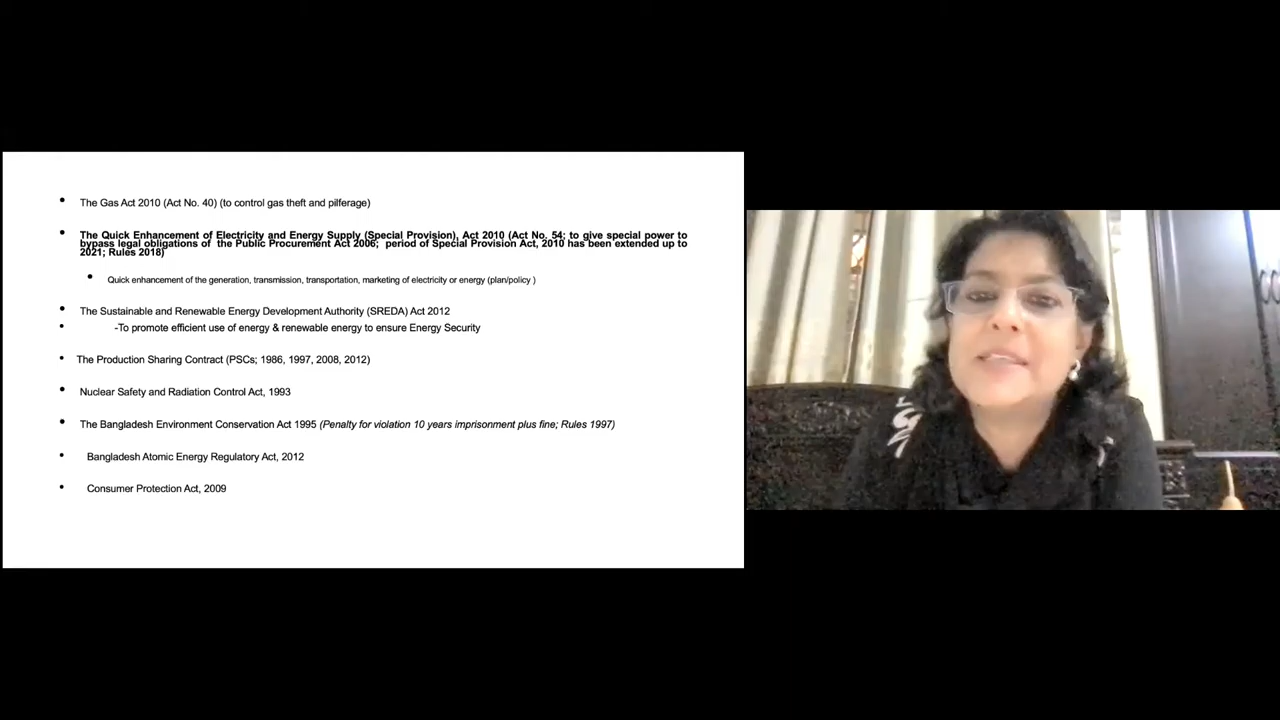 The Gas Act 2010 (Act No. 40) (to control gas theft and pilferage)
The Quick Enhancement of Electricity and Energy Supply (Special Provision), Act 2010 (Act No. 54; to give special power to
bypass legal obligations of the Public Procurement Act 2006; period of Special Provision Act, 2010 has been extended up to
2021; Rules 2018)
Quick enhancement of the generation, transmission, transportation, marketing of electricity or energy (plan/policy )
The Sustainable and Renewable Energy Development Authority (SREDA) Act 2012
-To promote efficient use of energy & renewable energy to ensure Energy Security
The Production Sharing Contract (PSCs; 1986, 1997, 2008, 2012)
Nuclear Safety and Radiation Control Act, 1993
The Bangladesh Environment Conservation Act 1995 (Penalty for violation 10 years imprisonment plus fine; Rules 1997)
Bangladesh Atomic Energy Regulatory Act, 2012
Consumer Protection Act, 2009